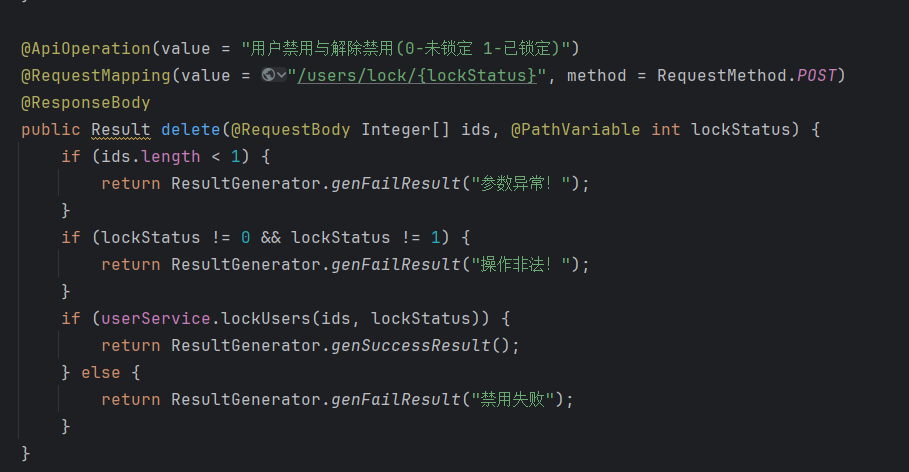 @ApiOperation(value = "用户禁用与解除禁用(0-未锁定 1-已锁定)")
@RequestMapping(value = "/users/lock/{lockStatus}", method = RequestMethod.POST)
@ResponseBody
public Result delete(@RequestBody Integer[] ids, @PathVariable int lockStatus) {
    if (ids.length < 1) {
        return ResultGenerator.genFailResult("参数异常！");
    }
    if (lockStatus != 0 && lockStatus != 1) {
        return ResultGenerator.genFailResult("操作非法！");
    }
    if (userService.lockUsers(ids, lockStatus)) {
        return ResultGenerator.genSuccessResult();
    } else {
        return ResultGenerator.genFailResult("禁用失败");
    }
}